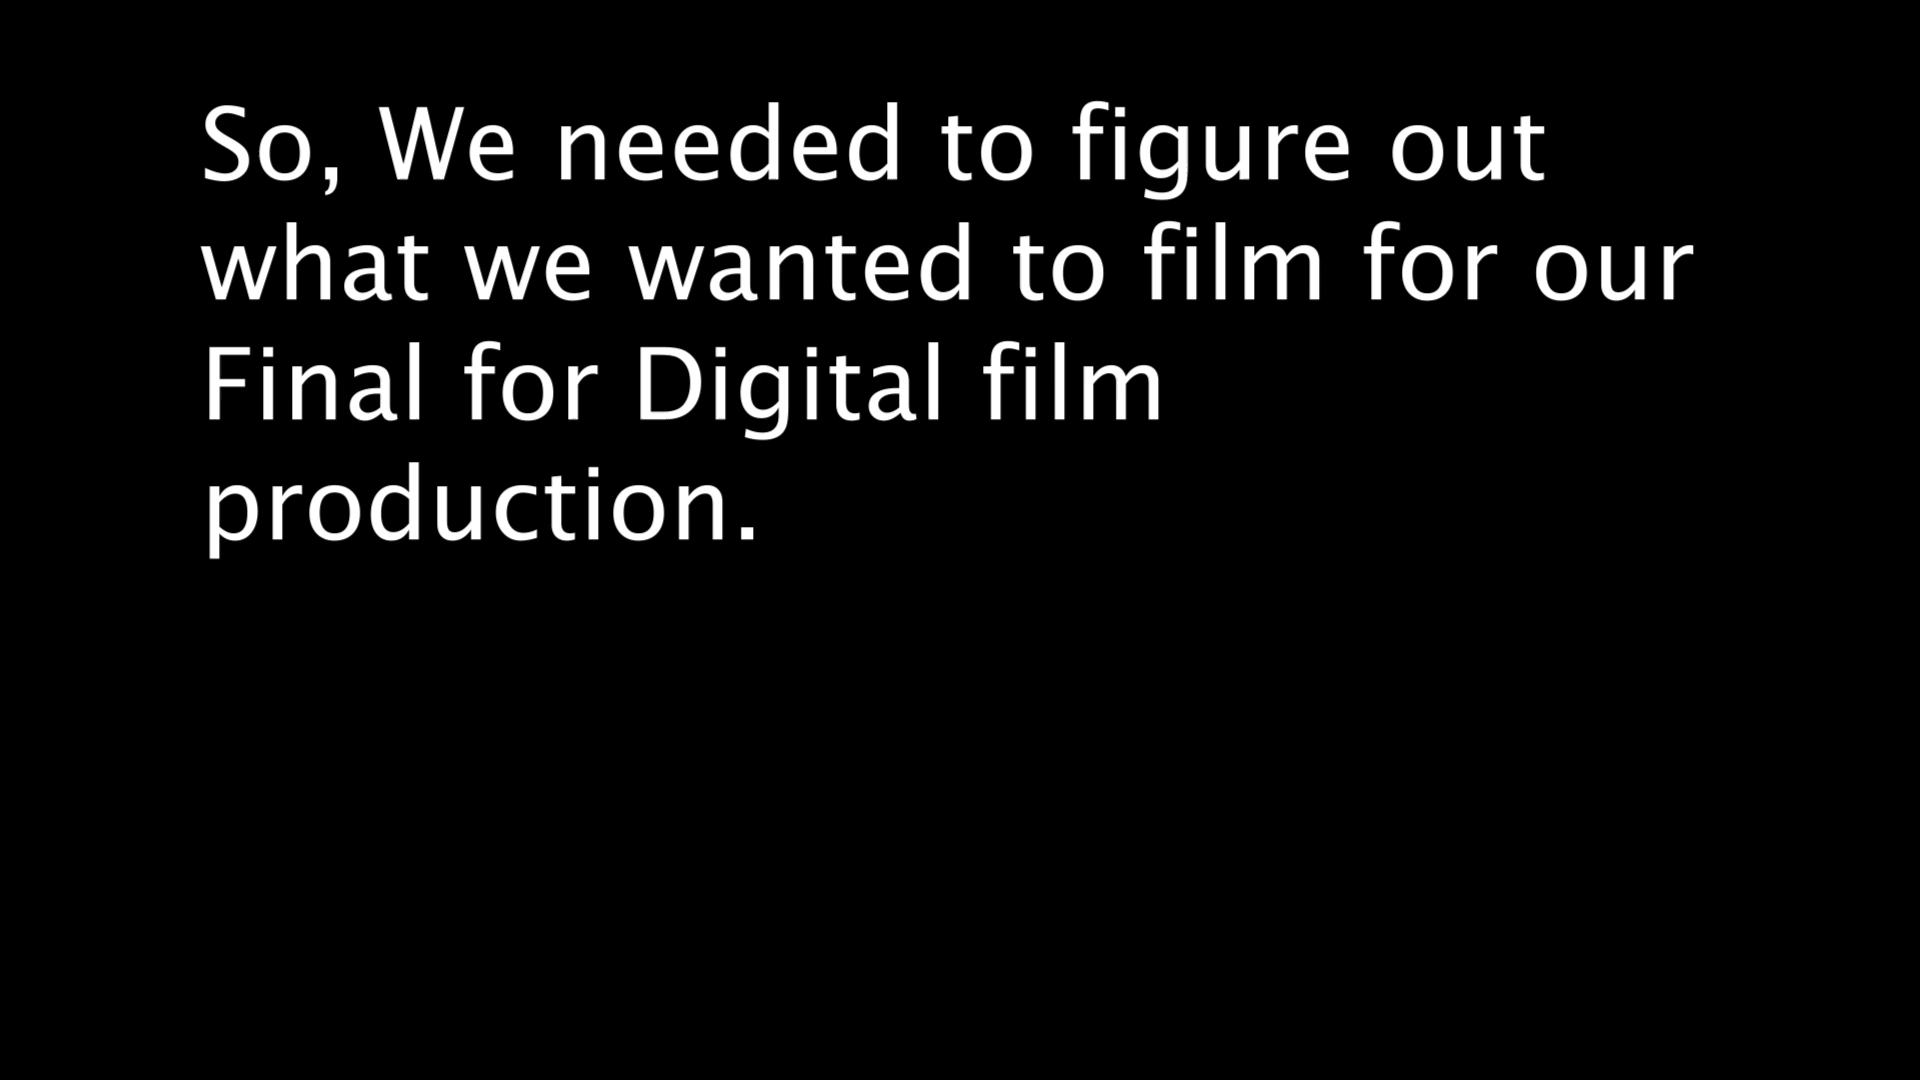 So, We needed to figure out
what we wanted to film for our
Final for Digital film
production.